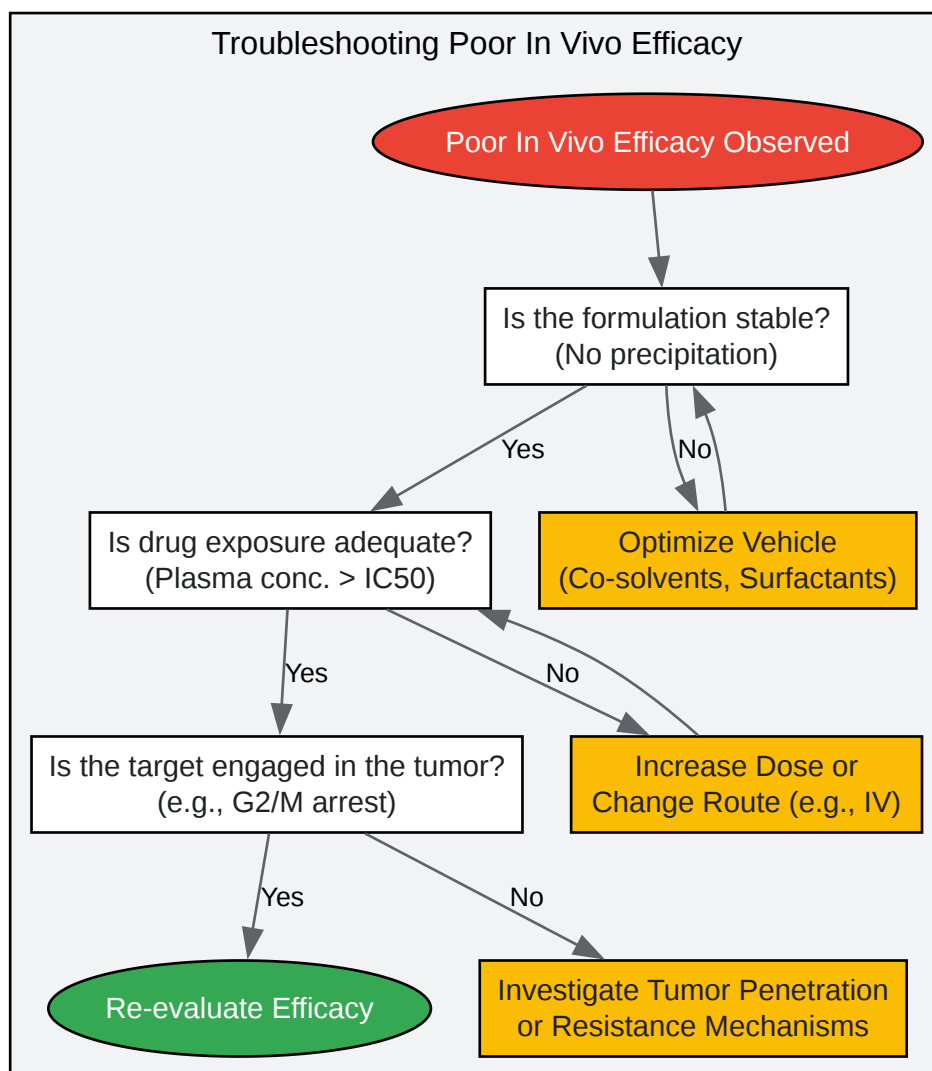 Troubleshooting Poor In Vivo Efficacy
Poor In Vivo Efficacy Observed
Is the formulation stable?
(No precipitation)
Yes
No
Is drug exposure adequate?
(Plasma conc. > IC50)
Optimize Vehicle
(Co-solvents, Surfactants)
Yes
No
Is the target engaged in the tumor?
(e.g., G2/M arrest)
Increase Dose or
Change Route (e.g., IV)
Yes
No
Re-evaluate Efficacy
Investigate Tumor Penetration
or Resistance Mechanisms